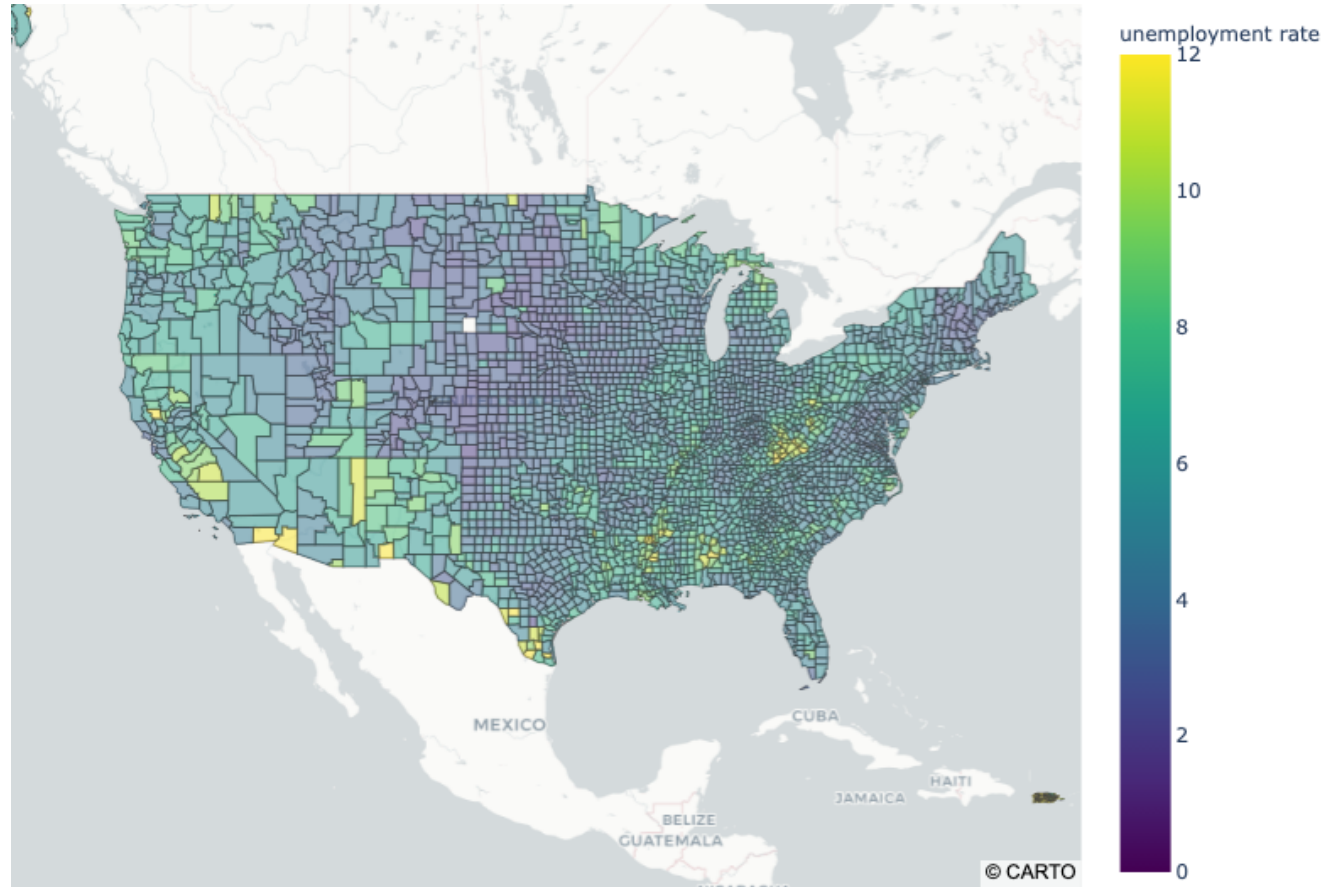 unemployment rate
12
10
8
6
4
2
0
MEXICO
CUBA
HAITI
JAMAICA
BELIZE
GUATEMALA
© CARTO